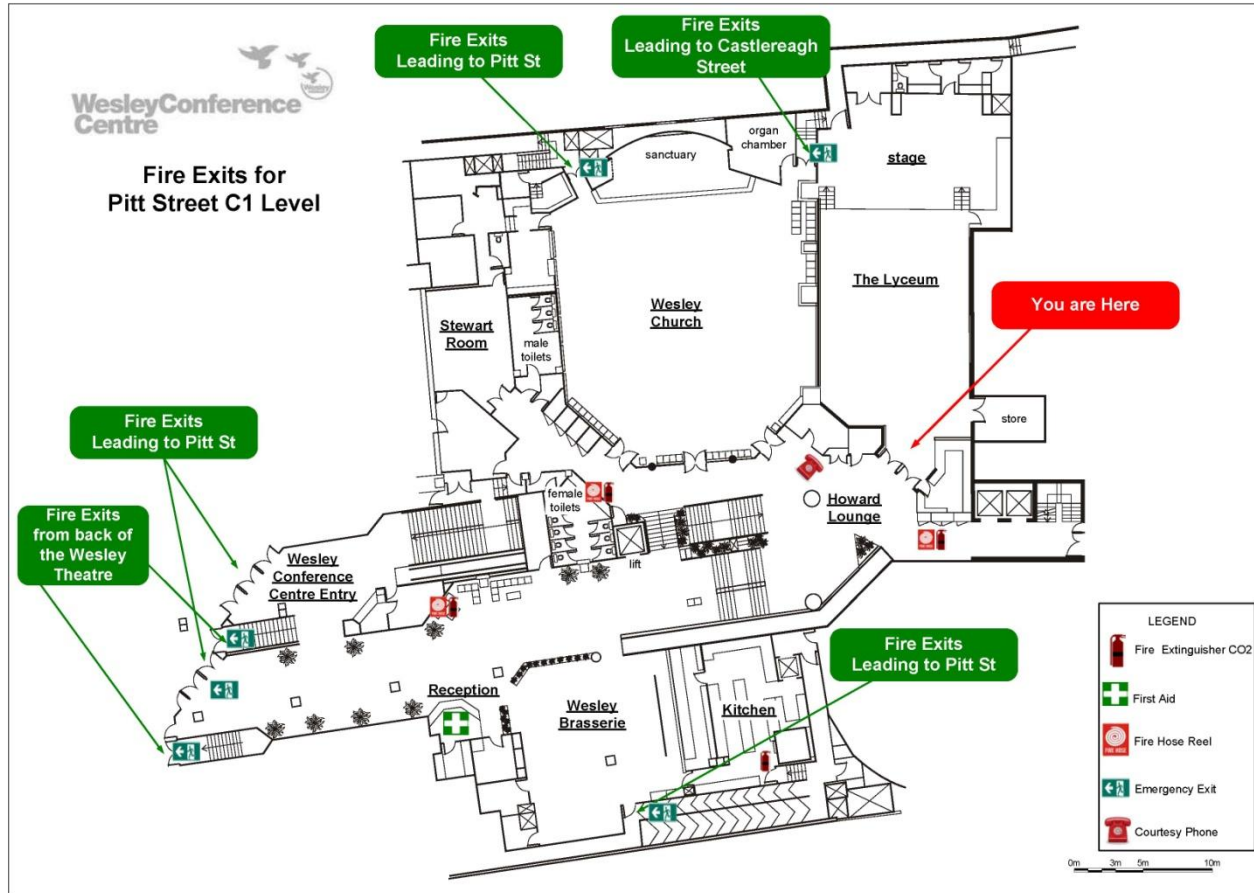 Fire Exits
Leading to Pitt St
Fire Exits
Leading to Castlereagh
Street
WesleyConference
Centre
Fire Exits for
Pitt Street C1 Level
organ
chamber
sanctuary
stage
Wesley
Church
The Lyceum
You are Here
Stewart
Room
male
toilets
store
Fire Exits
Leading to Pitt St
female
toilets
Howard
Lounge
Fire Exits
from back of
the Wesley
Theatre
Wesley
Conference
Centre Entry
lift
Fire Exits
Leading to Pitt St
Reception
Wesley
Brasserie
Kitchen
LEGEND
Fire Extinguisher CO2
First Aid
FIRE HOSE
Fire Hose Reel
Emergency Exit
Courtesy Phone
0m 3m 5m 10m